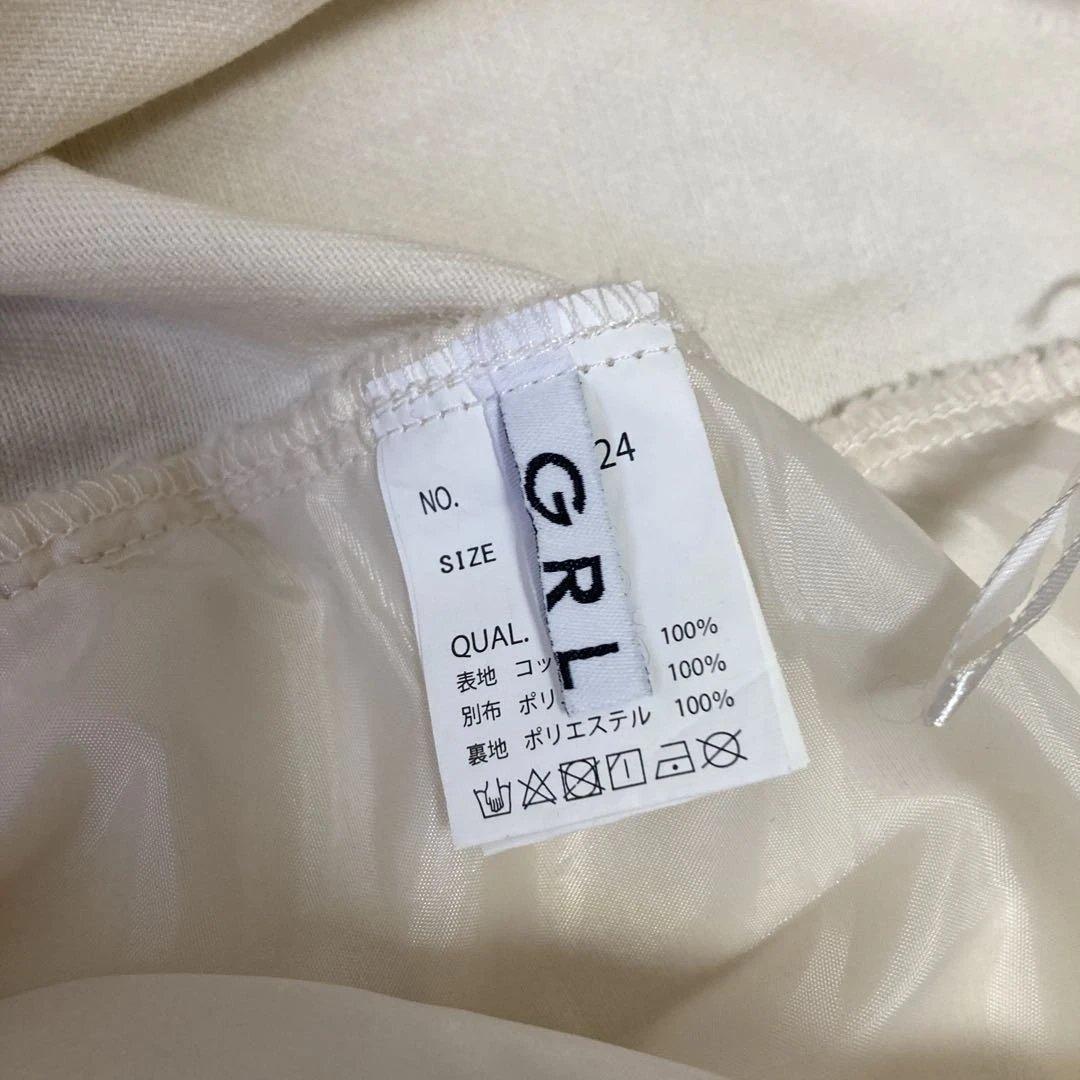 GRL
NO. 24
SIZE
QUAL.
表地 コッ 100%
別布 ポリ 100%
裏地 ポリエステル 100%